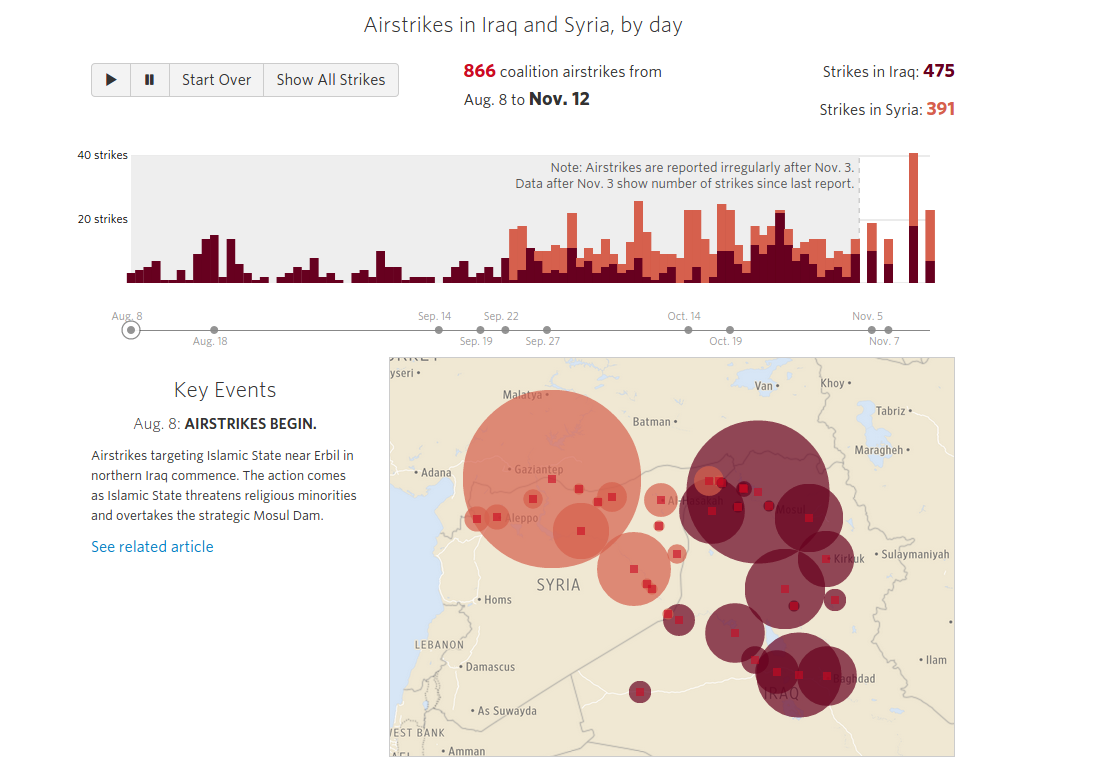 Airstrikes in Iraq and Syria, by day
Start Over
Show All Strikes
866 coalition airstrikes from
Aug. 8 to Nov. 12
Strikes in Iraq: 475
Strikes in Syria: 391
40 strikes
20 strikes
Note: Airstrikes are reported irregularly after Nov. 3.
Data after Nov. 3 show number of strikes since last report.
Aug. 8
Sep. 14
Sep. 22
Oct. 14
Nov. 5
Aug. 18
Sep. 19
Sep. 27
Oct. 19
Nov. 7
Key Events
Aug. 8: AIRSTRIKES BEGIN.
Airstrikes targeting Islamic State near Erbil in
northern Iraq commence. The action comes
as Islamic State threatens religious minorities
and overtakes the strategic Mosul Dam.
See related article
yseri
Malatya
Van
Khoy
Batman
Tabriz
Maragheh
Adana
Gaziantep
Aleppo
Mosul
Kirkuk
Sulaymaniyah
SYRIA
Homs
LEBANON
Damascus
Ilam
Baghdad
IRAQ
As Suwayda
EST BANK
Amman